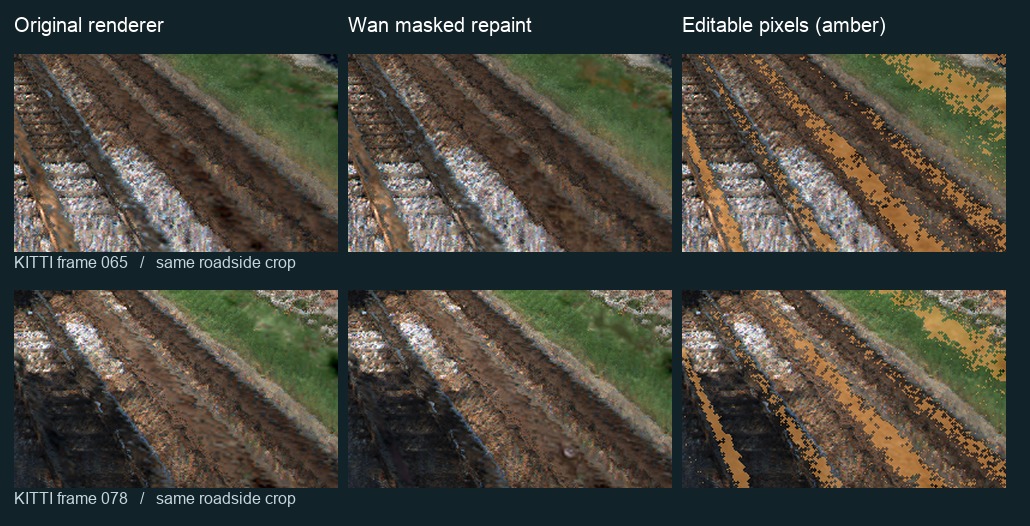 Original renderer
Wan masked repaint
Editable pixels (amber)
KITTI frame 065 / same roadside crop
KITTI frame 078 / same roadside crop